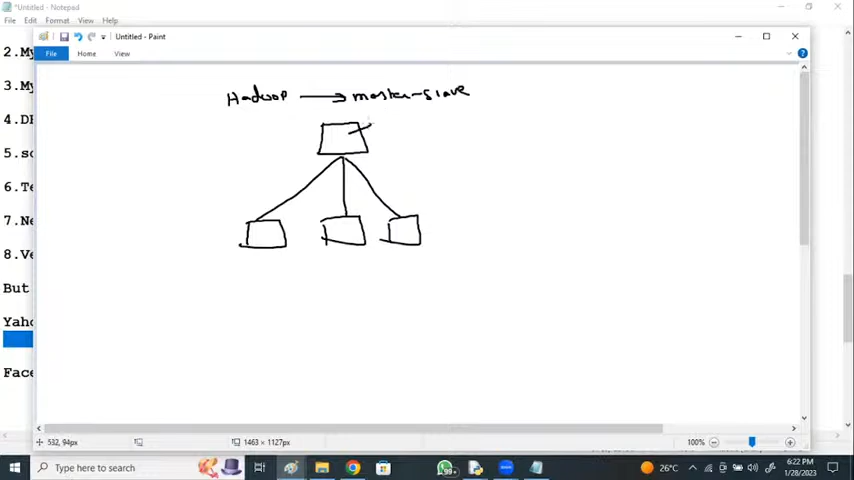 *Untitled - Notepad
File Edit Format View Help
Untitled - Paint
File Home View
2.My
3.My
4.DB
5.sc
6.Te
7.Ne
8.Ve
But
Yaho
Face
Hadoop → master-slave
532, 94px 1463 × 1127px 100%
Type here to search 99+ 26°C 6:22 PM
1/28/2023